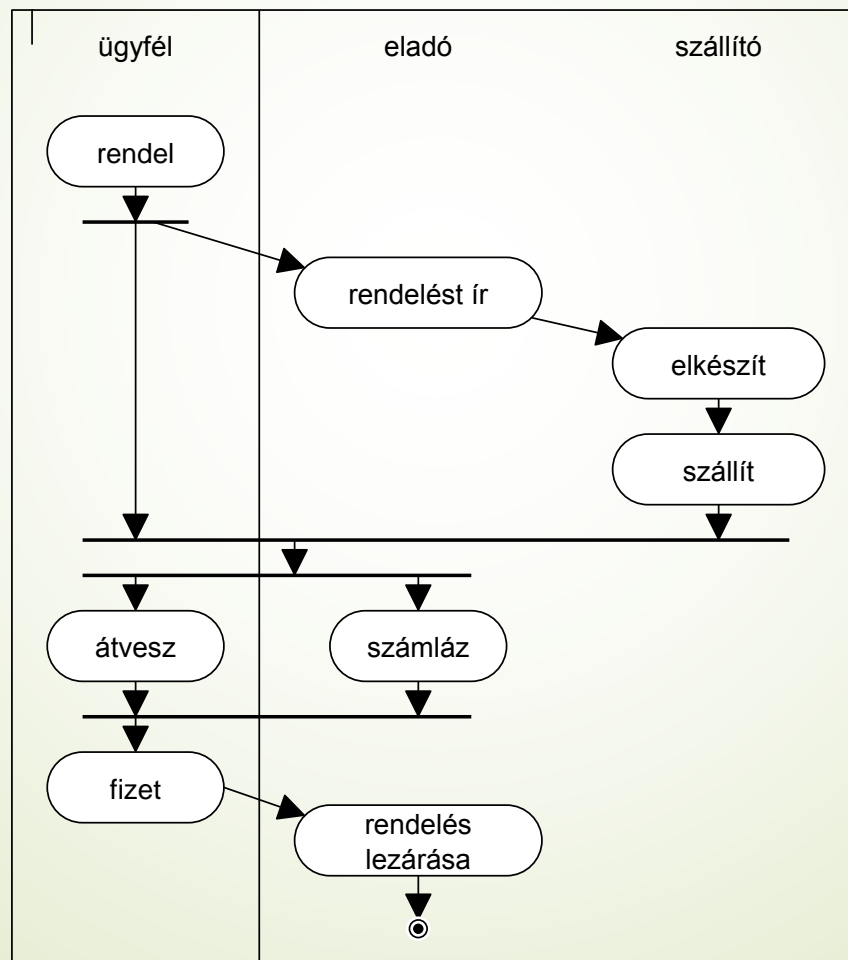 ügyfél
eladó
szállító
rendel
rendelést ír
elkészít
szállít
átvesz
számláz
fizet
rendelés
lezárása